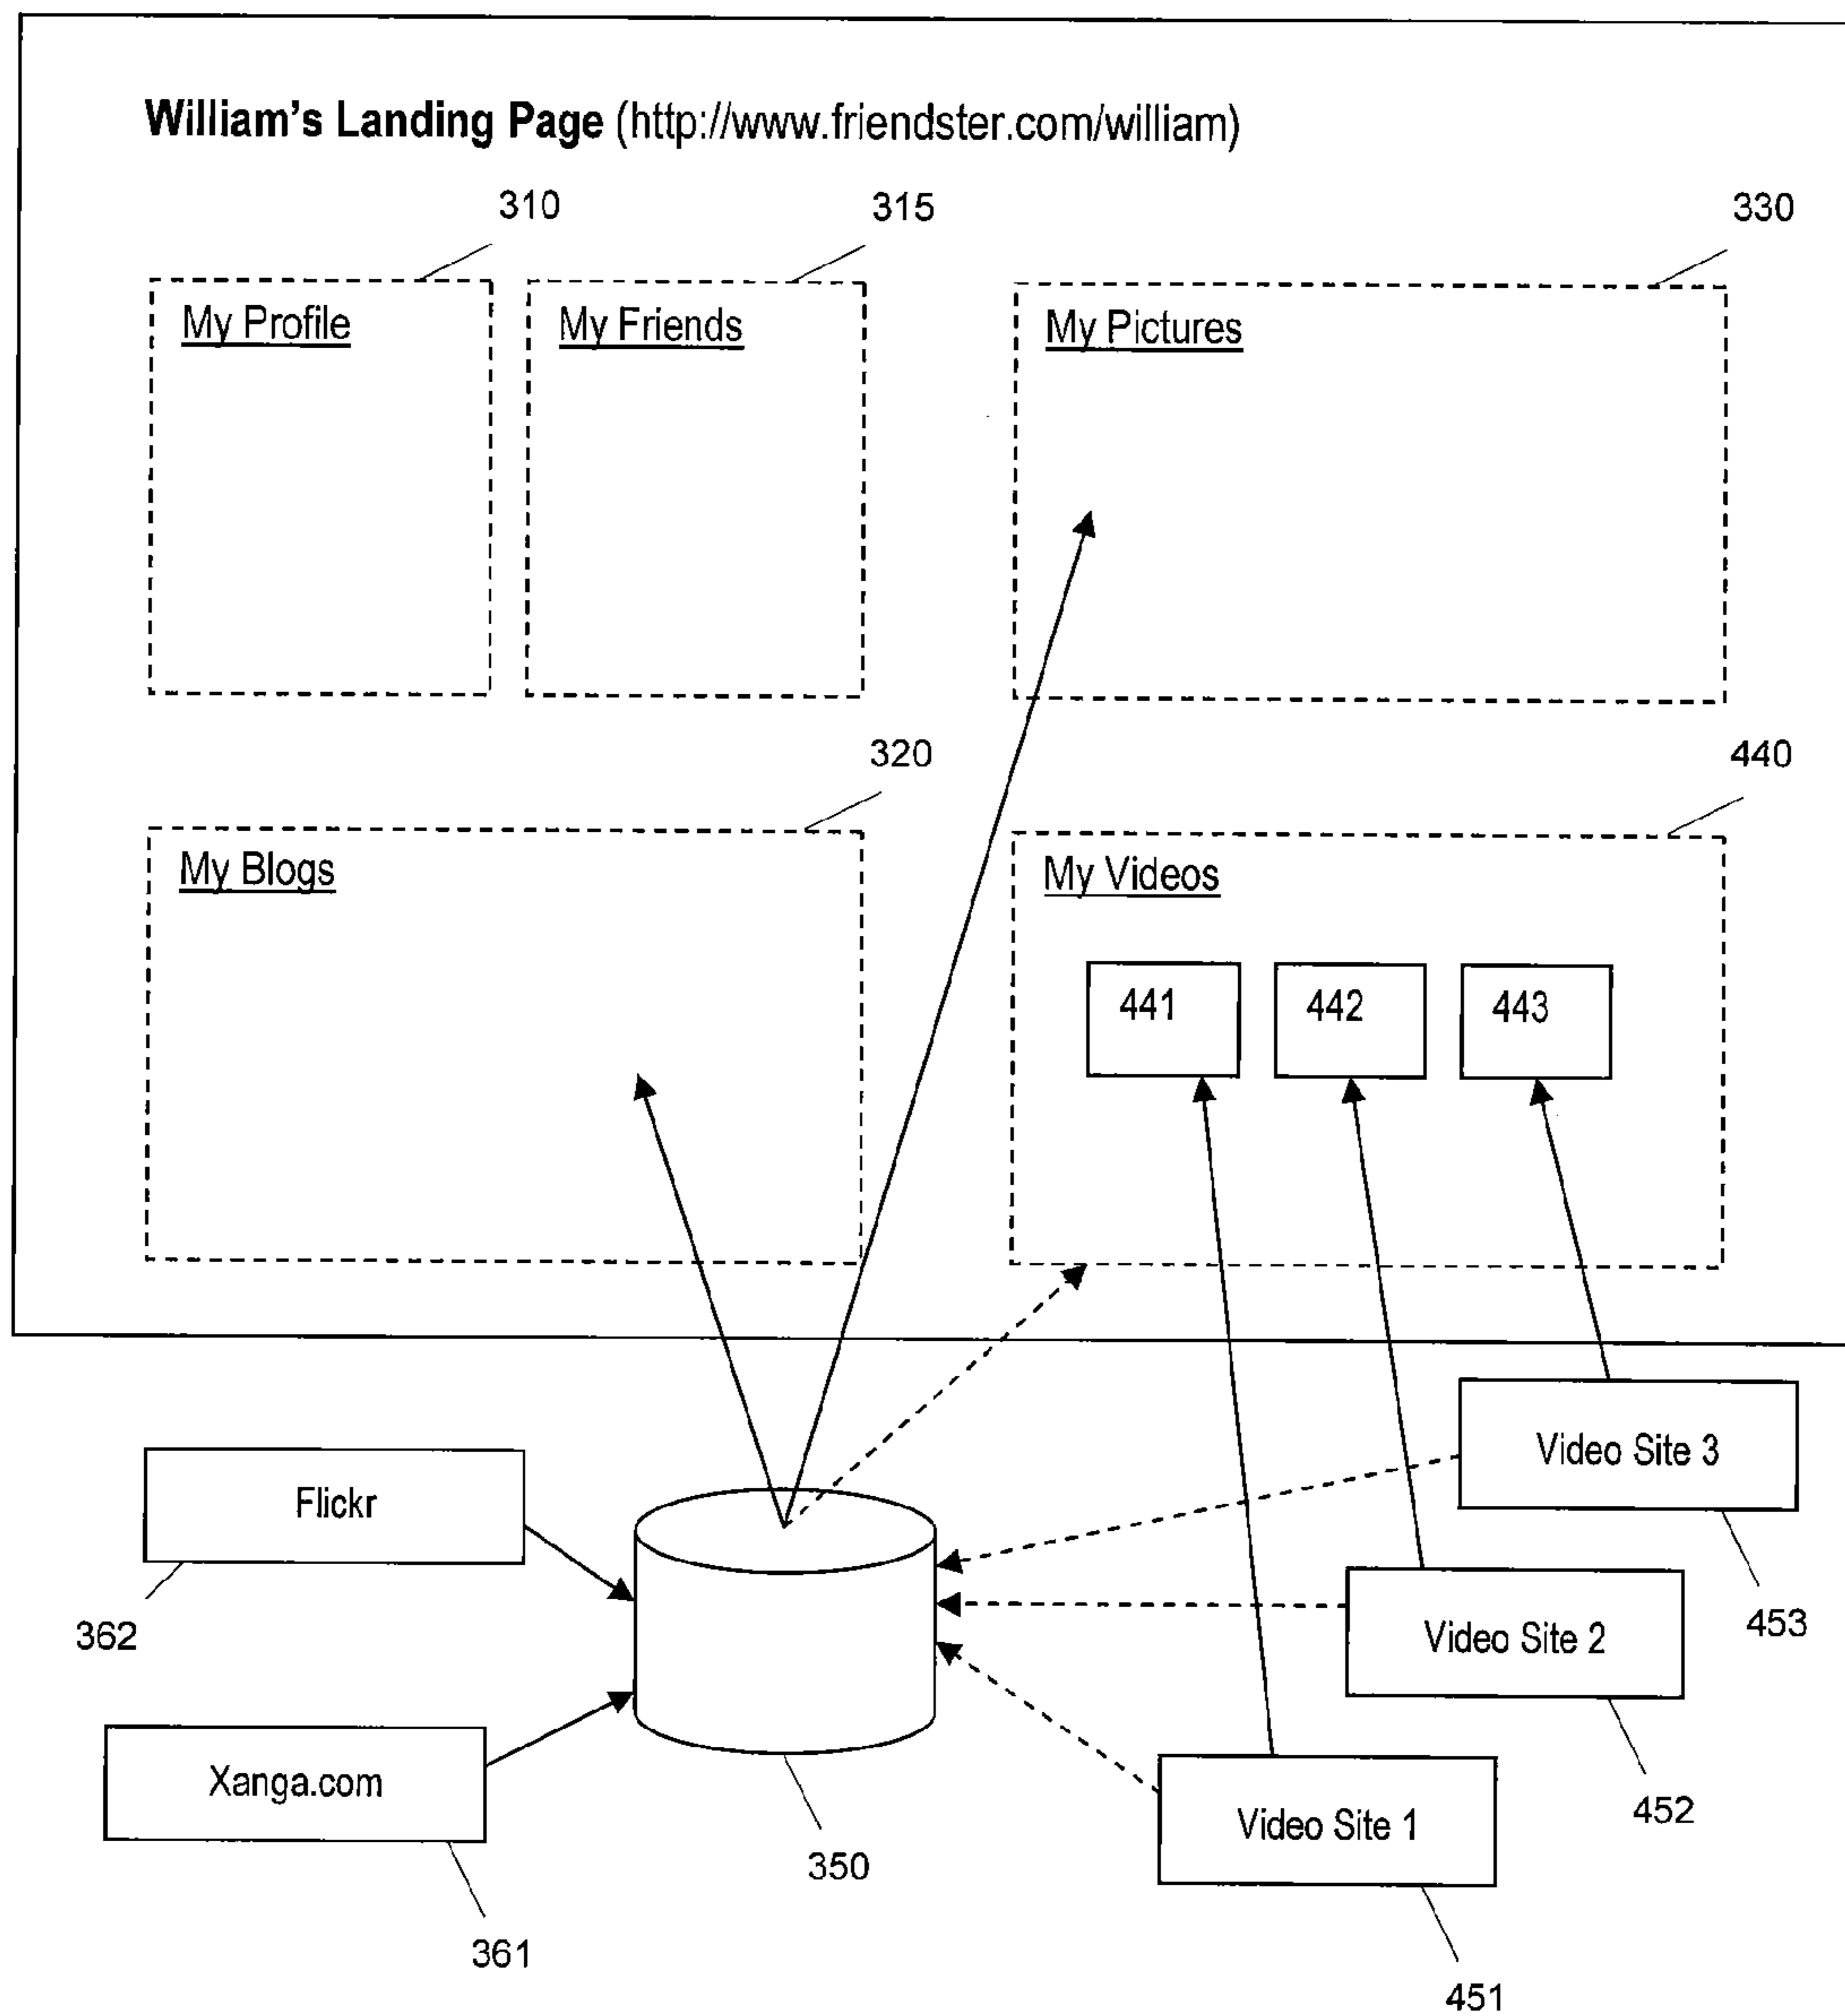 William's Landing Page (http://www.friendster.com/william)
310
315
330
My Profile
My Friends
My Pictures
320
440
My Blogs
My Videos
441
442
443
Video Site 3
Flickr
453
362
Video Site 2
452
Xanga.com
350
Video Site 1
361
451